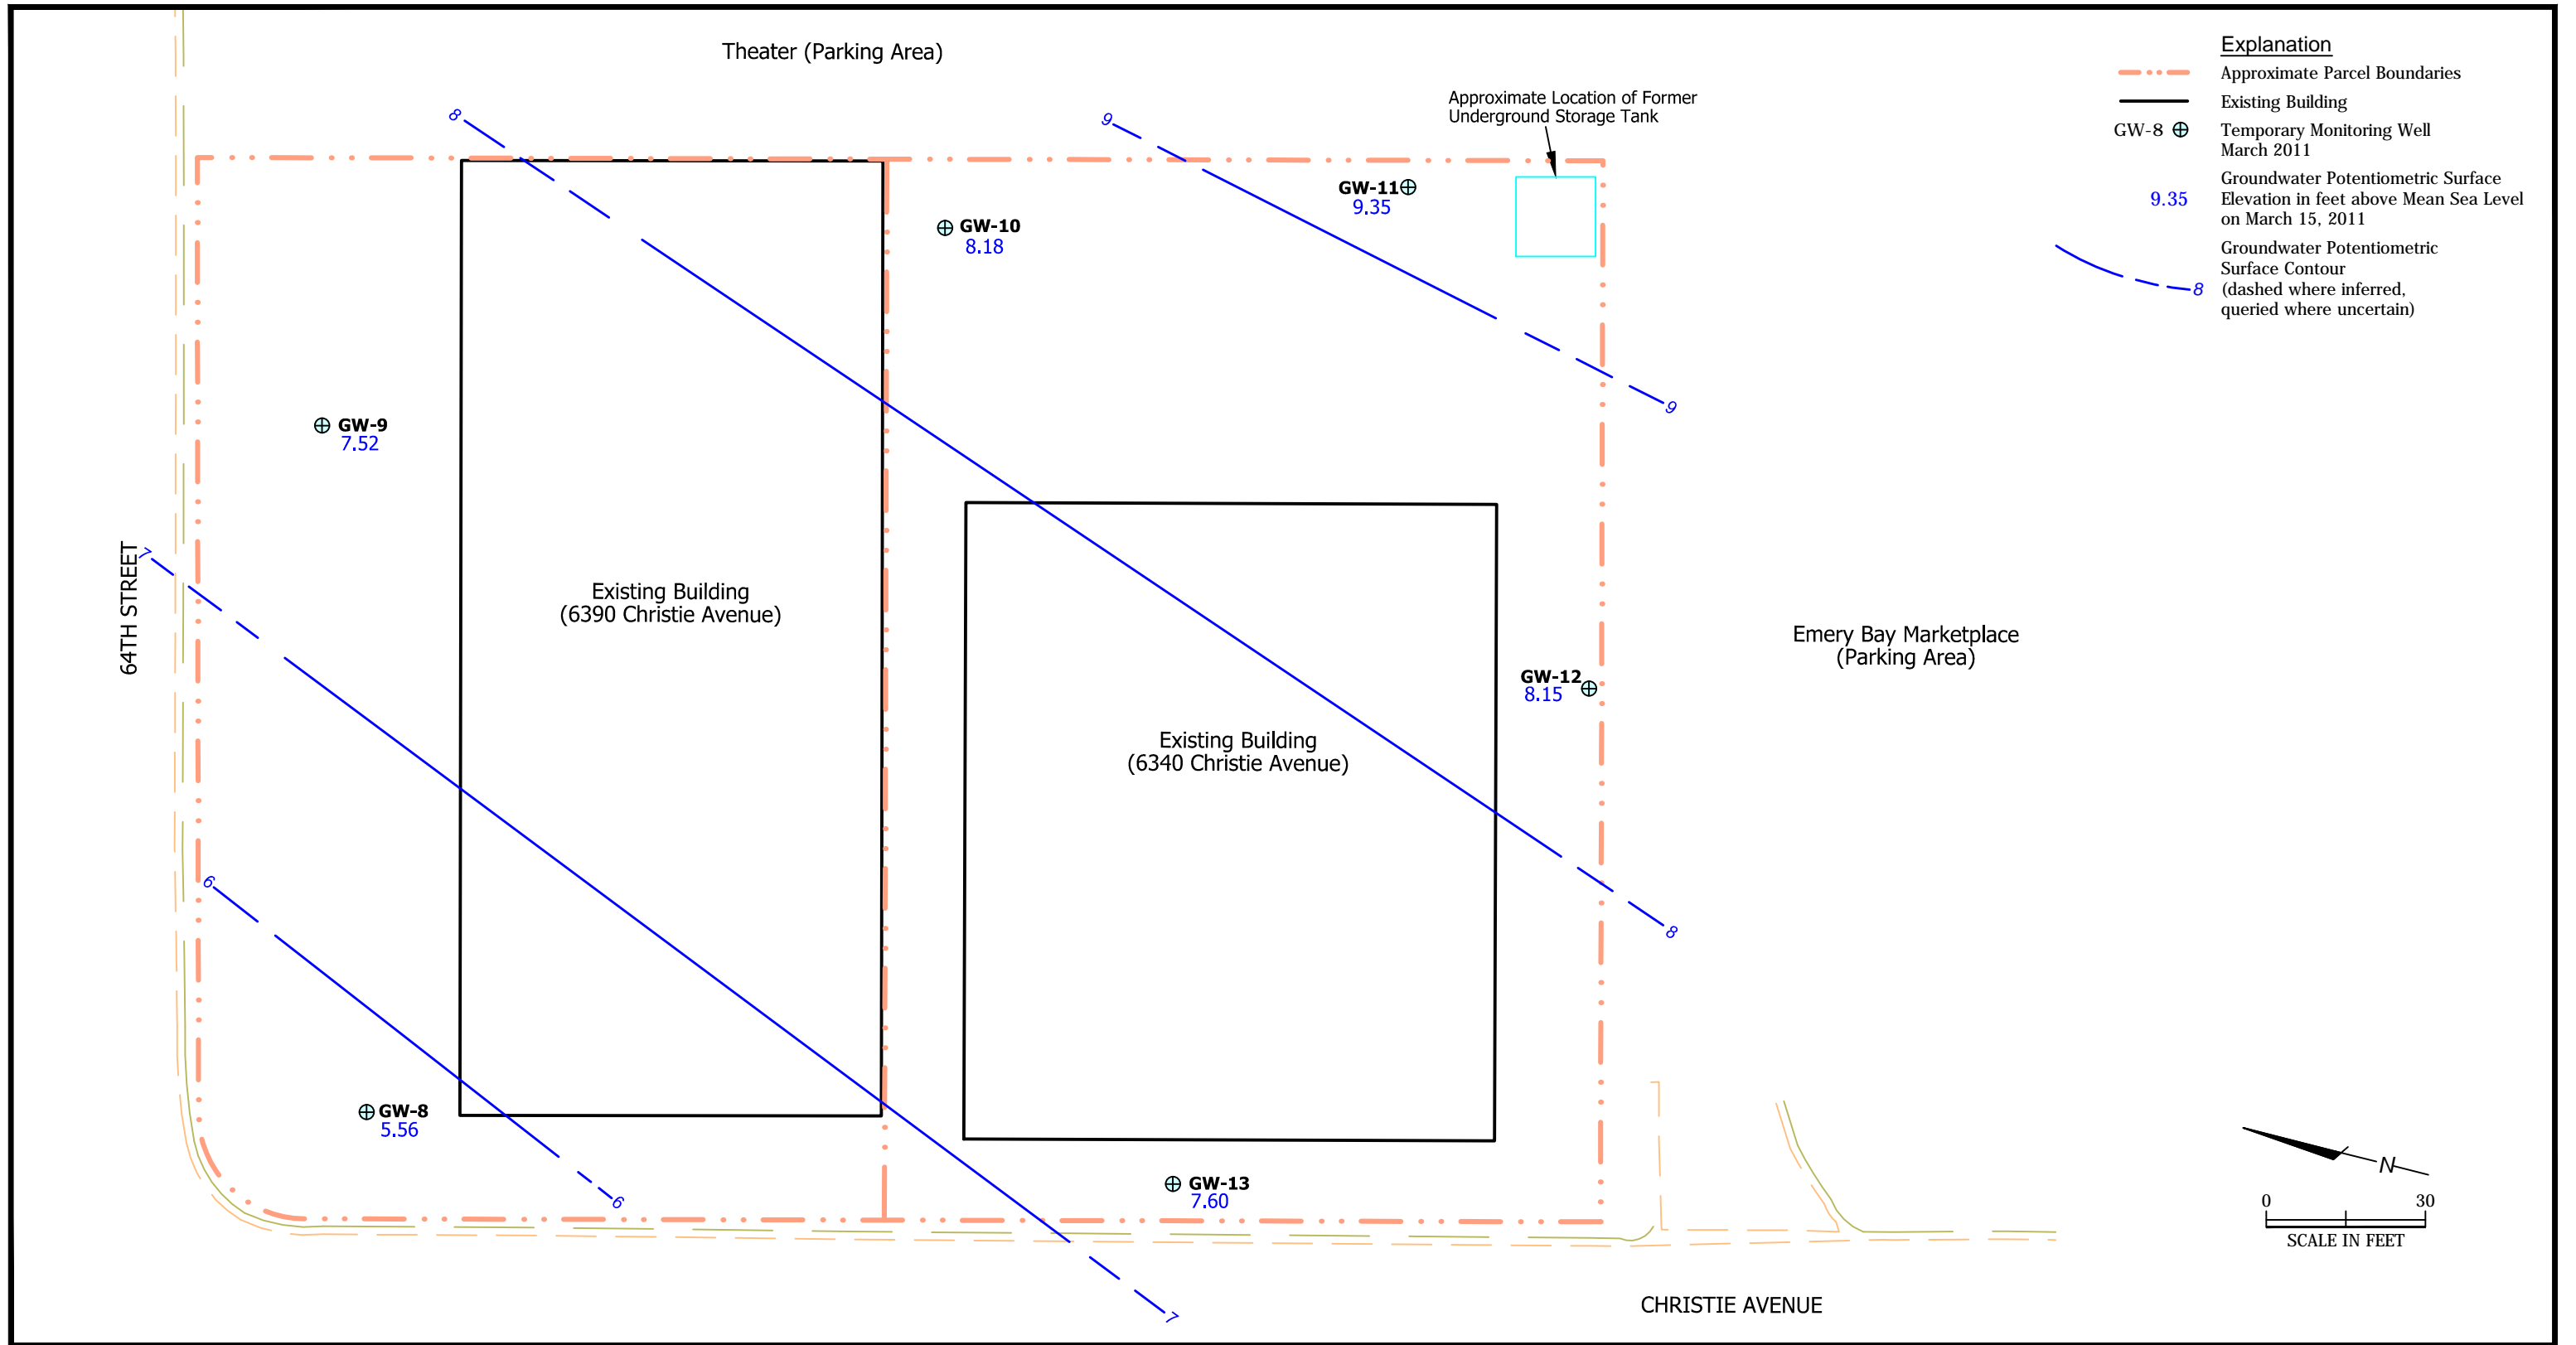 Theater (Parking Area)
Explanation
Approximate Parcel Boundaries
Existing Building
GW-8
Temporary Monitoring Well
March 2011
9.35
Groundwater Potentiometric Surface
Elevation in feet above Mean Sea Level
on March 15, 2011
Groundwater Potentiometric
Surface Contour
(dashed where inferred,
queried where uncertain)
8
Approximate Location of Former
Underground Storage Tank
8
9
GW-11
9.35
GW-10
8.18
9
GW-9
7.52
7
64TH STREET
Existing Building
(6390 Christie Avenue)
Emery Bay Marketplace
(Parking Area)
GW-12
8.15
Existing Building
(6340 Christie Avenue)
6
8
GW-8
5.56
GW-13
7.60
6
7
N
0 30
SCALE IN FEET
CHRISTIE AVENUE